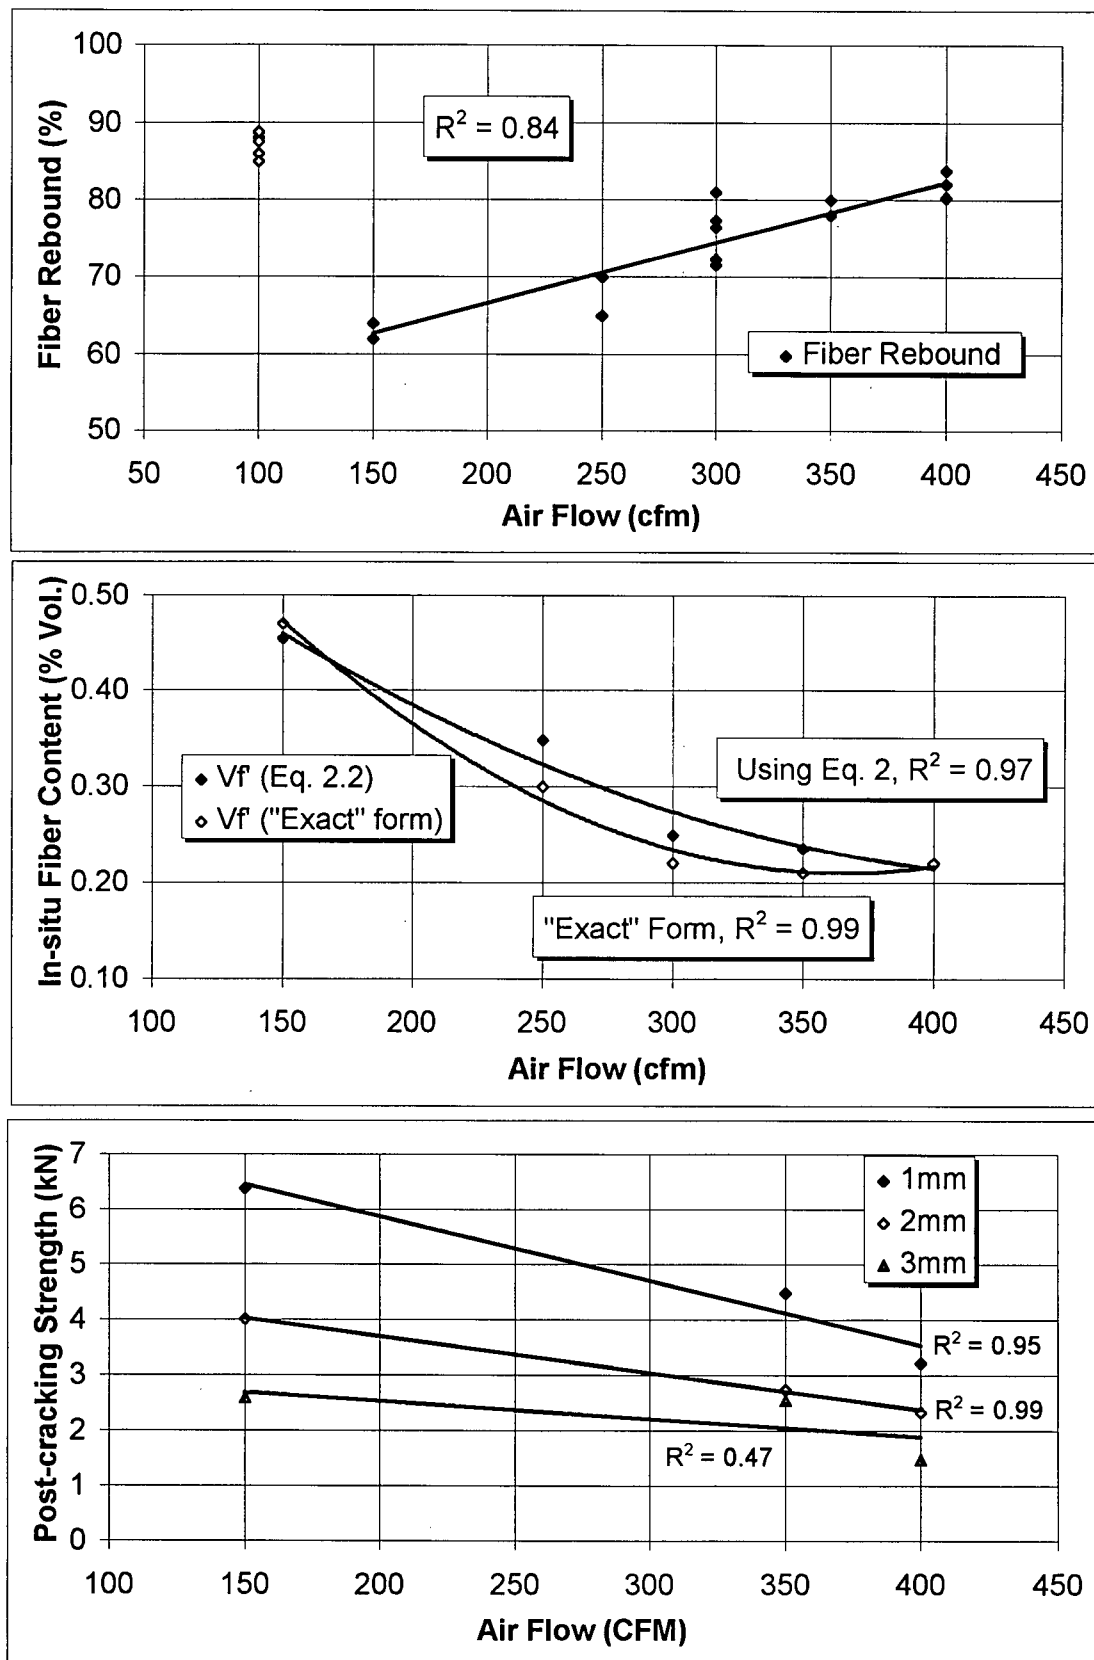 100
90
80
70
60
50
Fiber Rebound (%)
R² = 0.84
Fiber Rebound
50 100 150 200 250 300 350 400 450
Air Flow (cfm)
0.50
0.40
0.30
0.20
0.10
In-situ Fiber Content (% Vol.)
Vf' (Eq. 2.2)
Vf' ("Exact" form)
Using Eq. 2, R² = 0.97
"Exact" Form, R² = 0.99
100 150 200 250 300 350 400 450
Air Flow (cfm)
7
6
5
4
3
2
1
0
Post-cracking Strength (kN)
1mm
2mm
3mm
R² = 0.95
R² = 0.99
R² = 0.47
100 150 200 250 300 350 400 450
Air Flow (CFM)